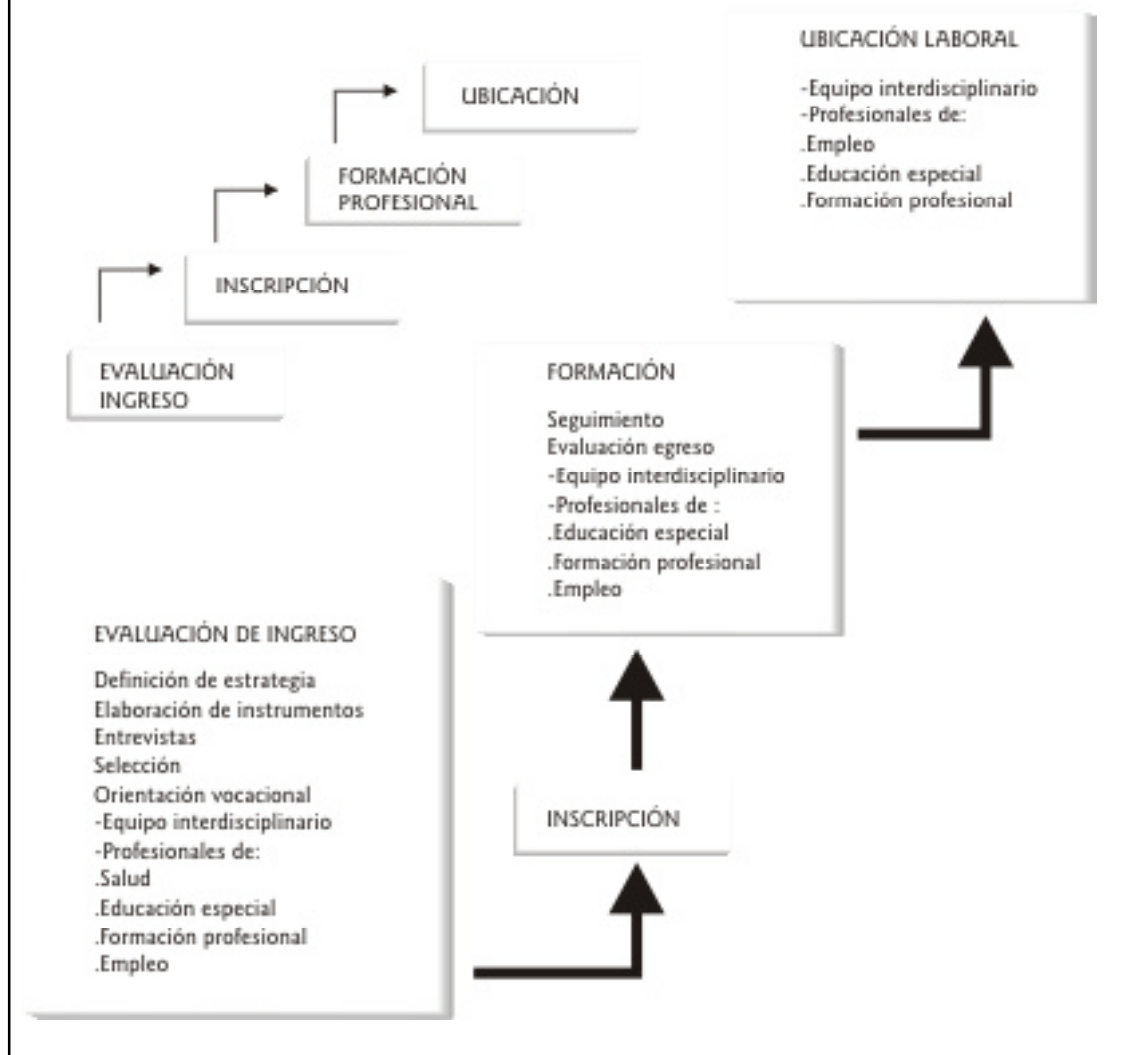 UBICACIÓN LABORAL
-Equipo interdisciplinario
-Profesionales de:
.Empleo
.Educación especial
.Formación profesional
UBICACIÓN
FORMACIÓN
PROFESIONAL
INSCRIPCIÓN
EVALUACIÓN
INGRESO
FORMACIÓN
Seguimiento
Evaluación egreso
-Equipo interdisciplinario
-Profesionales de :
.Educación especial
.Formación profesional
.Empleo
EVALUACIÓN DE INGRESO
Definición de estrategia
Elaboración de instrumentos
Entrevistas
Selección
Orientación vocacional
-Equipo interdisciplinario
-Profesionales de:
.Salud
.Educación especial
.Formación profesional
.Empleo
INSCRIPCIÓN